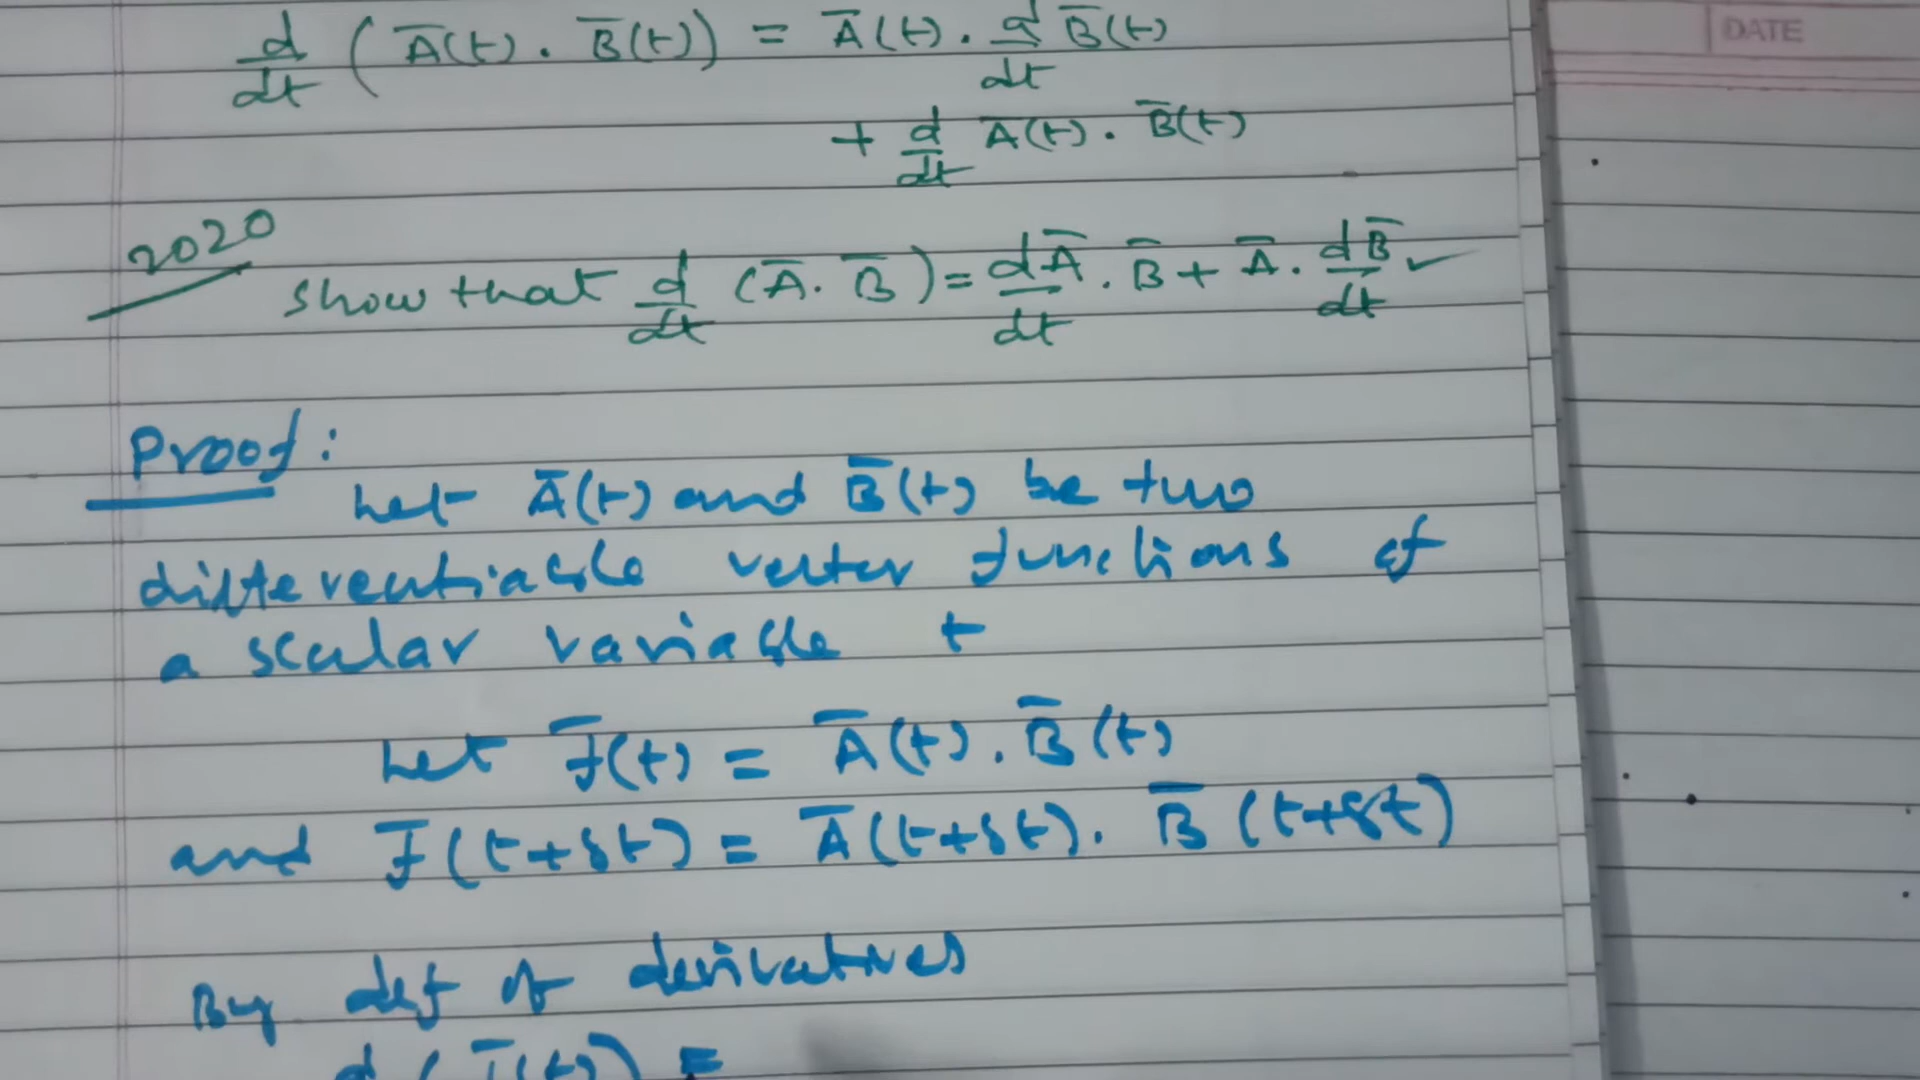 d/dt (A̅(t) . B̅(t)) = A̅(t) . d/dt B̅(t)
+ d/dt A̅(t) . B̅(t)
DATE
2020
Show that d/dt (A̅ . B̅) = dA̅/dt . B̅ + A̅ . dB̅/dt ✓
Proof:
Let A̅(t) and B̅(t) be two
differentiable vector functions of
a scalar variable t
Let f̅(t) = A̅(t) . B̅(t)
and f̅(t+δt) = A̅(t+δt) . B̅(t+δt)
By def of derivatives